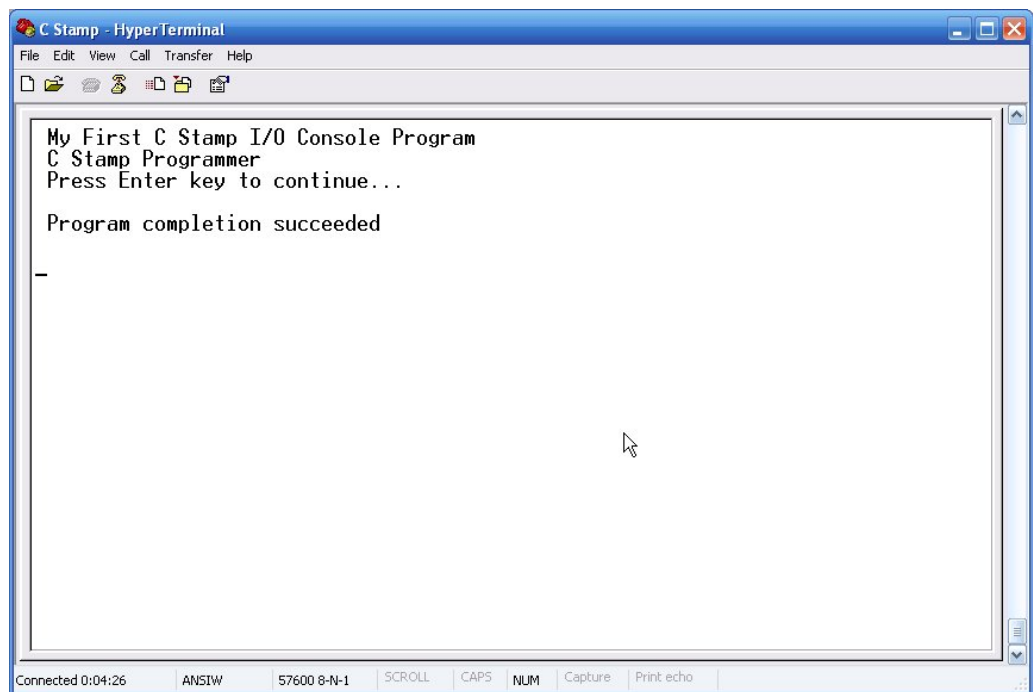 C Stamp - HyperTerminal
File Edit View Call Transfer Help
My First C Stamp I/O Console Program
C Stamp Programmer
Press Enter key to continue...
Program completion succeeded
_
Connected 0:04:26 ANSIW 57600 8-N-1 SCROLL CAPS NUM Capture Print echo